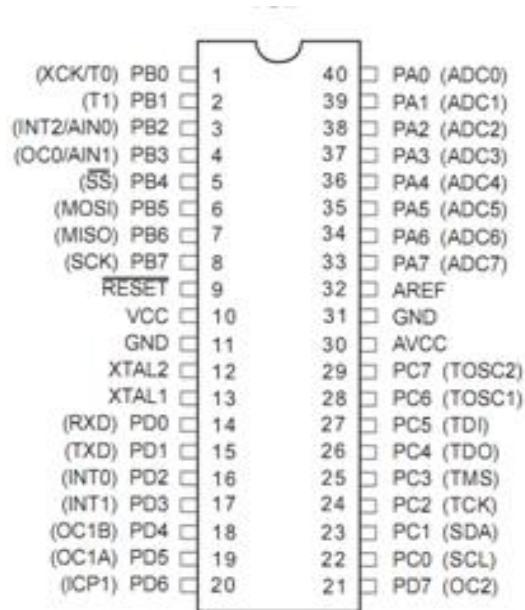 (XCK/T0) PB0 1 40 PA0 (ADC0)
(T1) PB1 2 39 PA1 (ADC1)
(INT2/AIN0) PB2 3 38 PA2 (ADC2)
(OC0/AIN1) PB3 4 37 PA3 (ADC3)
(SS) PB4 5 36 PA4 (ADC4)
(MOSI) PB5 6 35 PA5 (ADC5)
(MISO) PB6 7 34 PA6 (ADC6)
(SCK) PB7 8 33 PA7 (ADC7)
RESET 9 32 AREF
VCC 10 31 GND
GND 11 30 AVCC
XTAL2 12 29 PC7 (TOSC2)
XTAL1 13 28 PC6 (TOSC1)
(RXD) PD0 14 27 PC5 (TDI)
(TXD) PD1 15 26 PC4 (TDO)
(INT0) PD2 16 25 PC3 (TMS)
(INT1) PD3 17 24 PC2 (TCK)
(OC1B) PD4 18 23 PC1 (SDA)
(OC1A) PD5 19 22 PC0 (SCL)
(ICP1) PD6 20 21 PD7 (OC2)